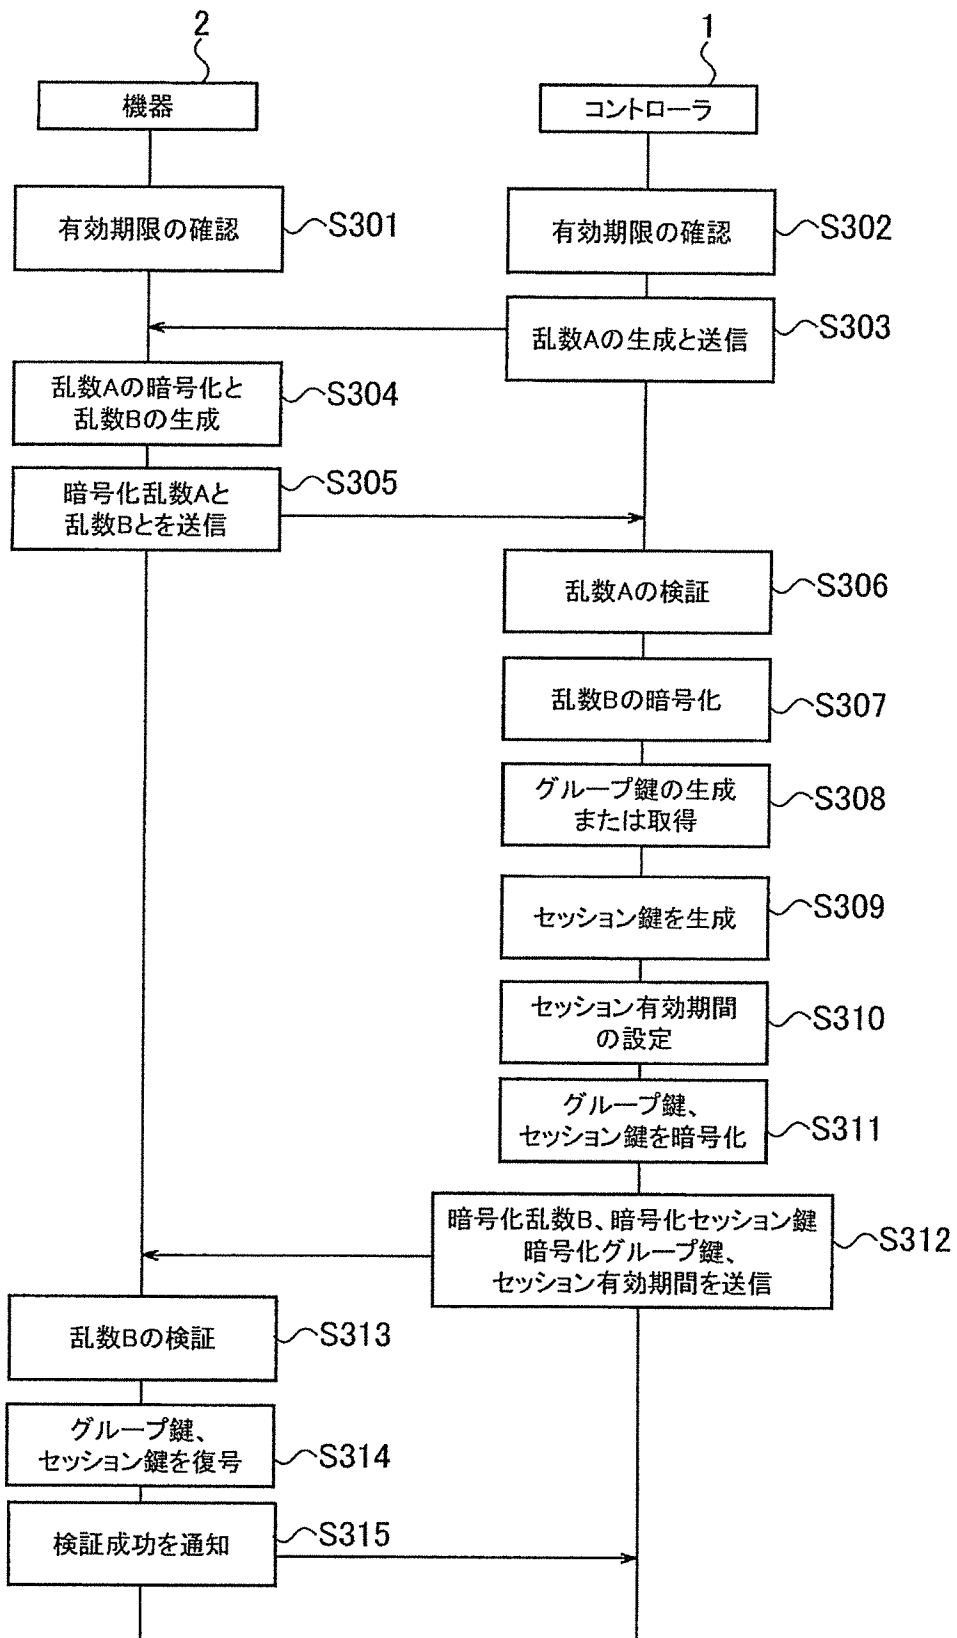 2
1
機器
コントローラ
有効期限の確認
S301
有効期限の確認
S302
乱数Aの生成と送信
S303
乱数Aの暗号化と
乱数Bの生成
S304
暗号化乱数Aと
乱数Bとを送信
S305
乱数Aの検証
S306
乱数Bの暗号化
S307
グループ鍵の生成
または取得
S308
セッション鍵を生成
S309
セッション有効期間
の設定
S310
グループ鍵、
セッション鍵を暗号化
S311
暗号化乱数B、暗号化セッション鍵
暗号化グループ鍵、
セッション有効期間を送信
S312
乱数Bの検証
S313
グループ鍵、
セッション鍵を復号
S314
検証成功を通知
S315